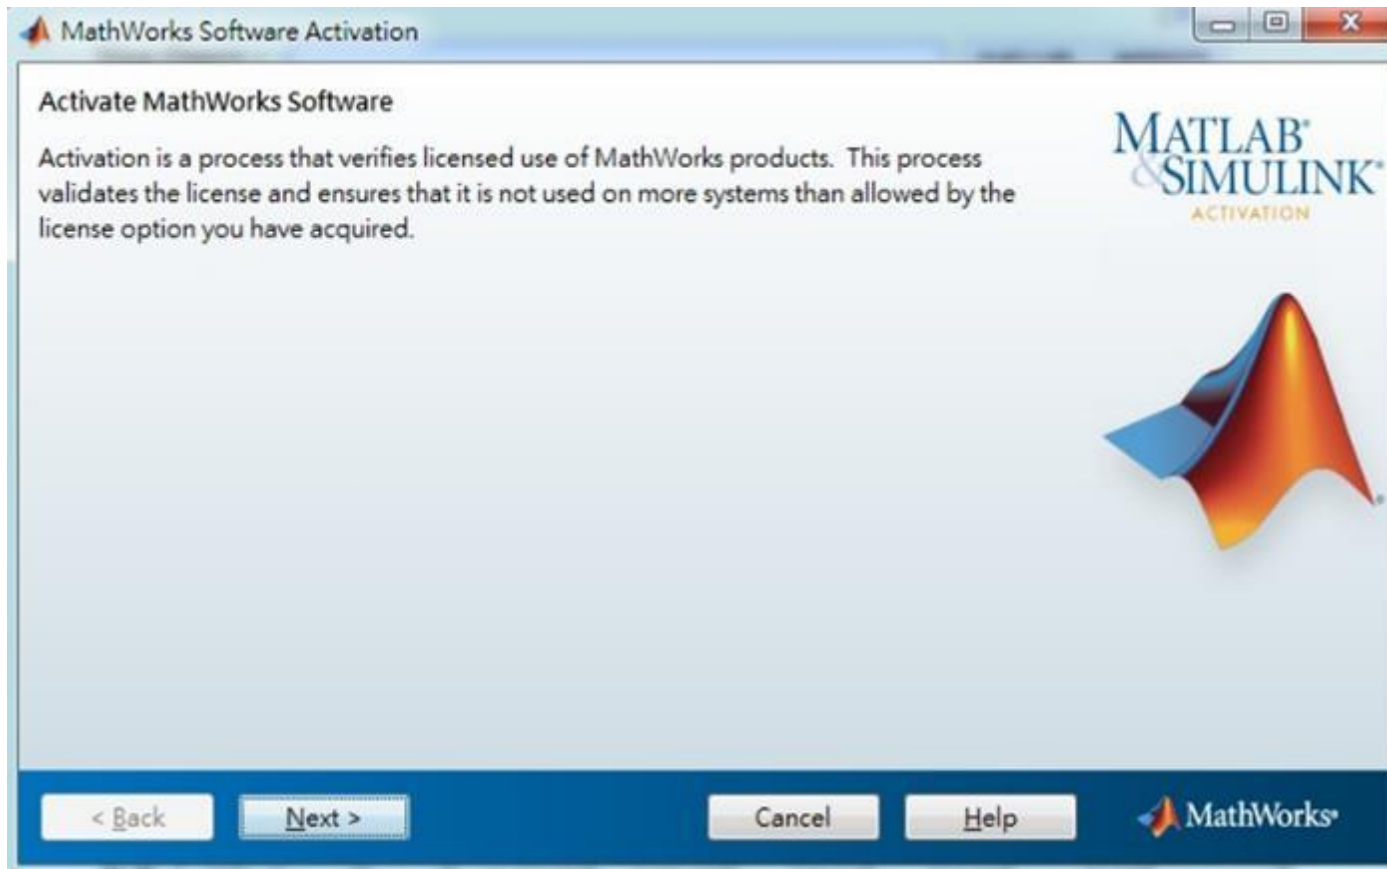 MathWorks Software Activation
Activate MathWorks Software
Activation is a process that verifies licensed use of MathWorks products. This process
validates the license and ensures that it is not used on more systems than allowed by the
license option you have acquired.
MATLAB®
&SIMULINK®
ACTIVATION
< Back
Next >
Cancel
Help
MathWorks®